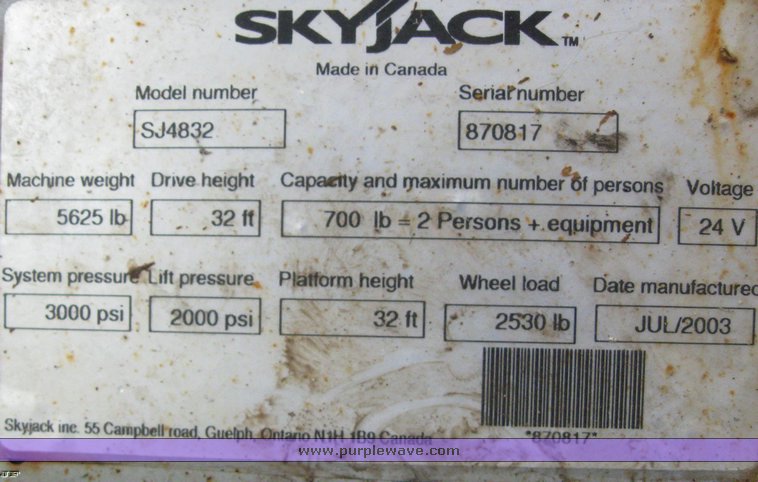 SKYJACK TM
Made in Canada
Model number Serial number
SJ4832 870817
Machine weight Drive height Capacity and maximum number of persons Voltage
5625 lb 32 ft 700 lb = 2 Persons + equipment 24 V
System pressure Lift pressure Platform height Wheel load Date manufactured
3000 psi 2000 psi 32 ft 2530 lb JUL/2003
Skyjack inc. 55 Campbell road, Guelph, Ontario N1H 1B9 Canada *870817*
www.purplewave.com